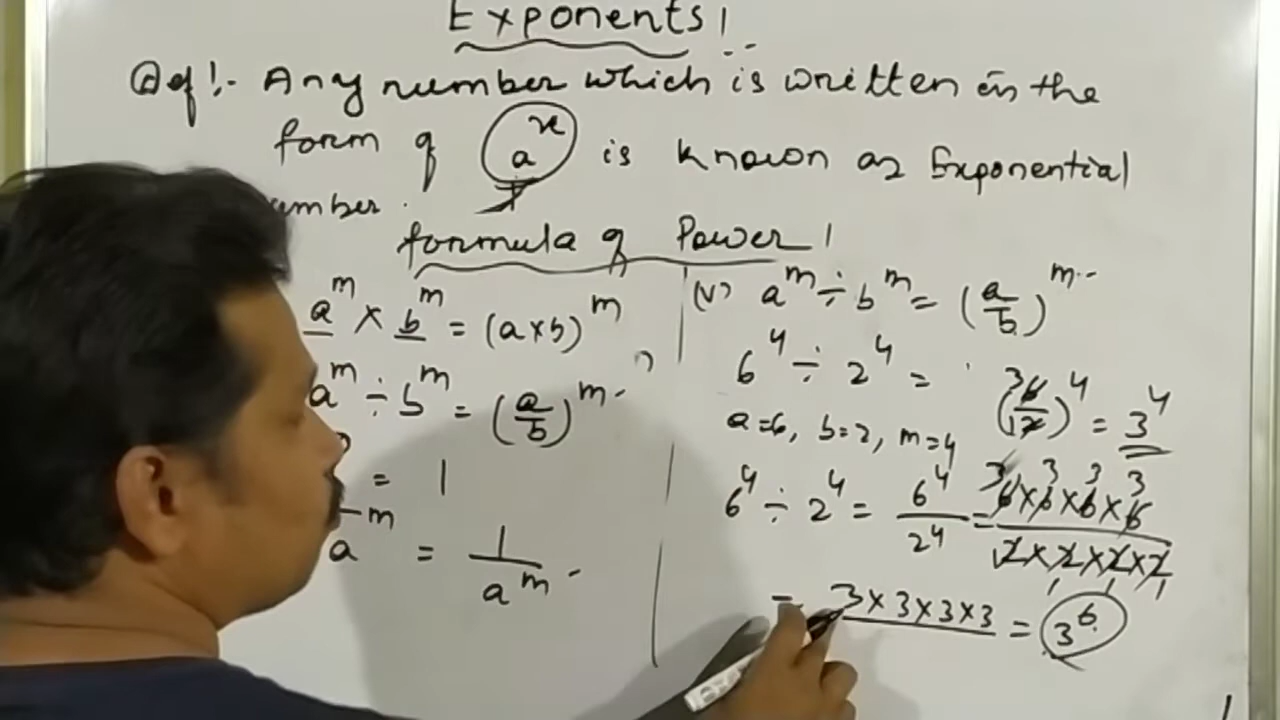 Exponents!
Def:- Any number which is written in the
form of a^x is known as Exponential
umber.
formula of Power!
a^m × b^m = (a×b)^m
a^m ÷ b^m = (a/b)^m
= 1
a^-m = 1/a^m
(v) a^m ÷ b^m = (a/b)^m
6^4 ÷ 2^4 = (6/2)^4 = 3^4
a=6, b=2, m=4
6^4 ÷ 2^4 = 6^4/2^4 = 6×6×6×6/2×2×2×2
= 3×3×3×3 = 3^6